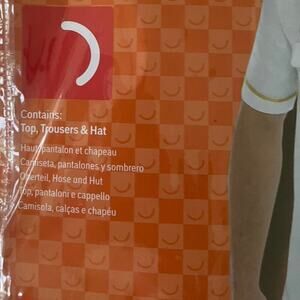 Contains:
Top, Trousers & Hat
Haut, pantalon et chapeau
Camiseta, pantalones y sombrero
Oberteil, Hose und Hut
Top, pantaloni e cappello
Camisola, calças e chapéu